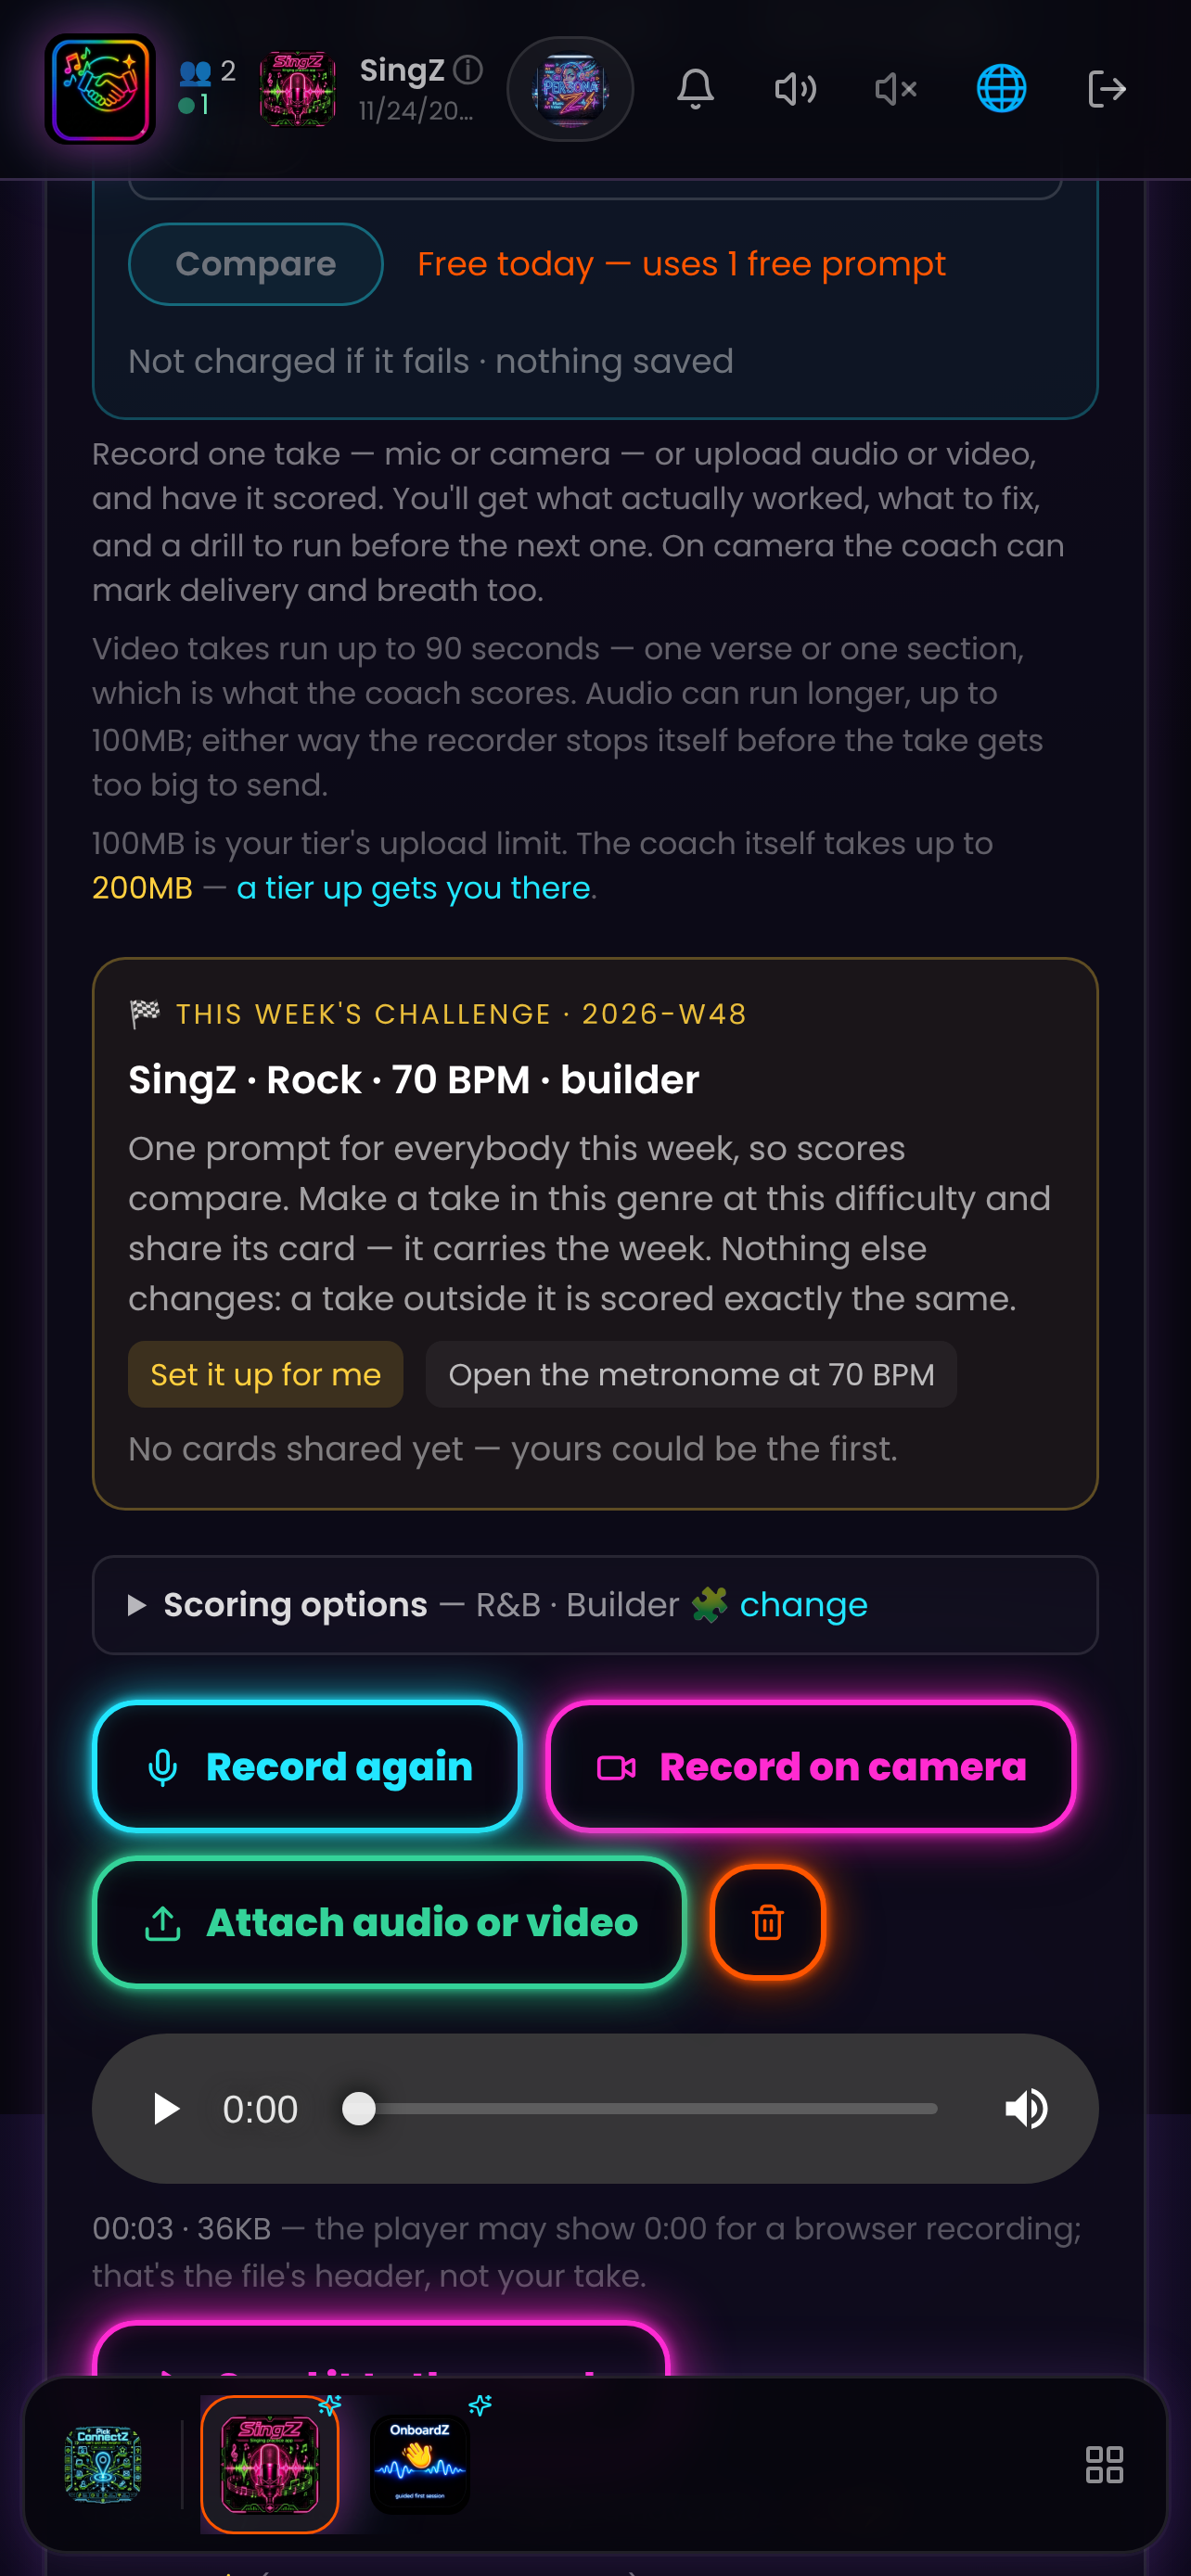 2
1
SingZ
SingZ
11/24/20...
PERSONA
Compare
Free today — uses 1 free prompt
Not charged if it fails · nothing saved
Record one take — mic or camera — or upload audio or video,
and have it scored. You'll get what actually worked, what to fix,
and a drill to run before the next one. On camera the coach can
mark delivery and breath too.
Video takes run up to 90 seconds — one verse or one section,
which is what the coach scores. Audio can run longer, up to
100MB; either way the recorder stops itself before the take gets
too big to send.
100MB is your tier's upload limit. The coach itself takes up to
200MB — a tier up gets you there.
THIS WEEK'S CHALLENGE · 2026-W48
SingZ · Rock · 70 BPM · builder
One prompt for everybody this week, so scores
compare. Make a take in this genre at this difficulty and
share its card — it carries the week. Nothing else
changes: a take outside it is scored exactly the same.
Set it up for me
Open the metronome at 70 BPM
No cards shared yet — yours could be the first.
Scoring options — R&B · Builder change
Record again
Record on camera
Attach audio or video
0:00
00:03 · 36KB — the player may show 0:00 for a browser recording;
that's the file's header, not your take.
Pick
ConnectZ
SingZ
Singing practice app
OnboardZ
guided first session